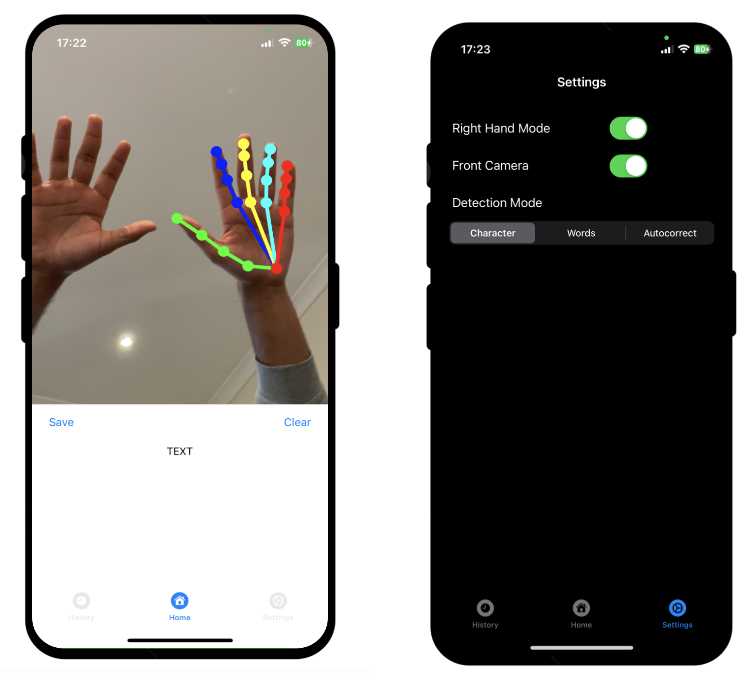 17:22
80
Save
Clear
TEXT
History
Home
Settings
17:23
80
Settings
Right Hand Mode
Front Camera
Detection Mode
Character
Words
Autocorrect
History
Home
Settings